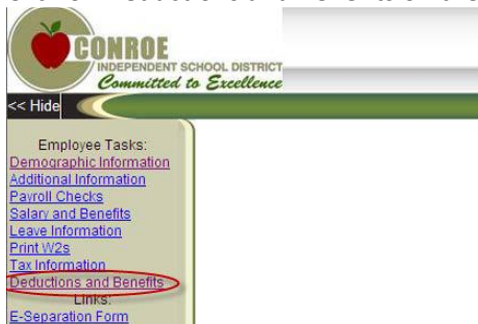 CONROE
INDEPENDENT SCHOOL DISTRICT
Committed to Excellence
<< Hide
Employee Tasks:
Demographic Information
Additional Information
Payroll Checks
Salary and Benefits
Leave Information
Print W2s
Tax Information
Deductions and Benefits
Links:
E-Separation Form